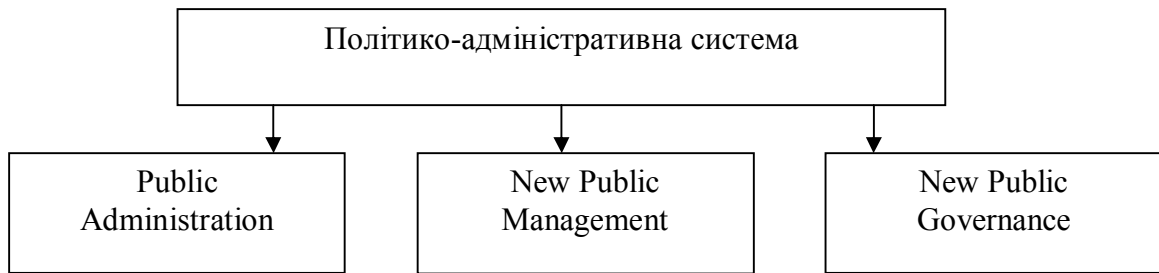 Політико-адміністративна система
Public
Administration
New Public
Management
New Public
Governance